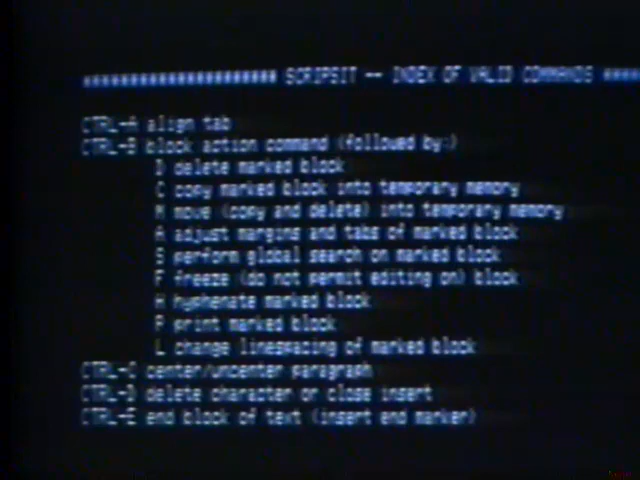 ################## SCRIPSIT -- INDEX OF VALID COMMANDS ####
CTRL-A align tab
CTRL-B block action command (followed by:)
D delete marked block
C copy marked block into temporary memory
M move (copy and delete) into temporary memory
A adjust margins and tabs of marked block
S perform global search on marked block
F freeze (do not permit editing on) block
H hyphenate marked block
P print marked block
L change linespacing of marked block
CTRL-C center/uncenter paragraph
CTRL-D delete character or close insert
CTRL-E end block of text (insert end marker)